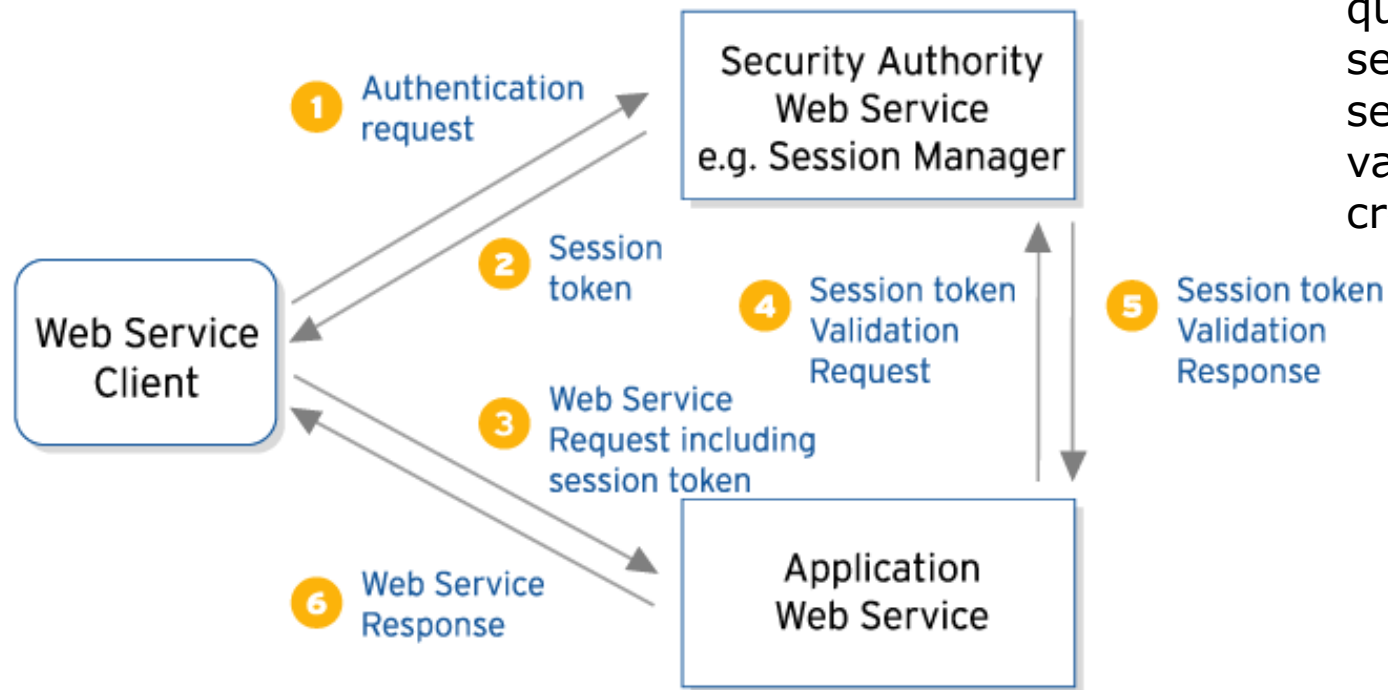 1 Authentication
request
Security Authority
Web Service
e.g. Session Manager
2 Session
token
Web Service
Client
3 Web Service
Request including
session token
4 Session token
Validation
Request
5 Session token
Validation
Response
6 Web Service
Response
Application
Web Service